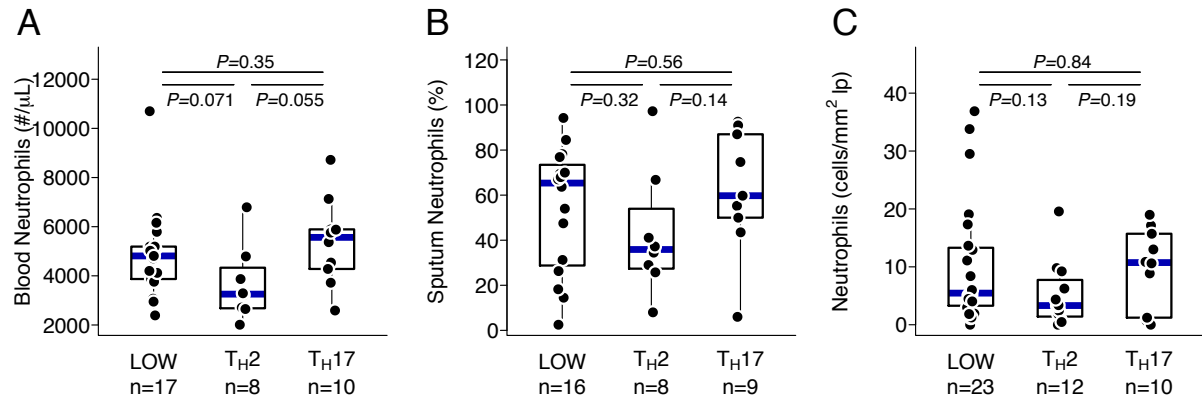 A
Blood Neutrophils (#/μL)
12000
10000
8000
6000
4000
2000
P=0.35
P=0.071
P=0.055
LOW
n=17
TH2
n=8
TH17
n=10
B
Sputum Neutrophils (%)
120
100
80
60
40
20
0
P=0.56
P=0.32
P=0.14
LOW
n=16
TH2
n=8
TH17
n=9
C
Neutrophils (cells/mm² lp)
40
30
20
10
0
P=0.84
P=0.13
P=0.19
LOW
n=23
TH2
n=12
TH17
n=10